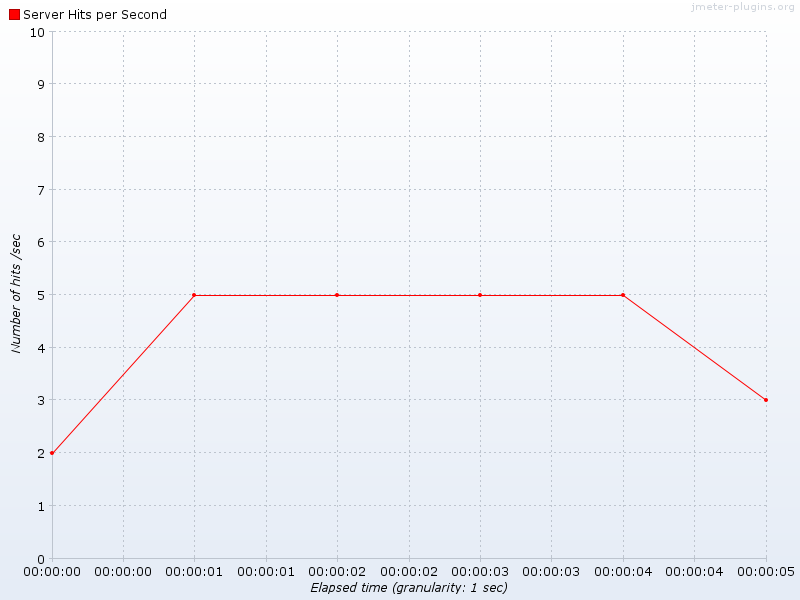 jmeter-plugins.org
Server Hits per Second
10
9
8
7
6
5
4
3
2
1
0
Number of hits /sec
00:00:00 00:00:00 00:00:01 00:00:01 00:00:02 00:00:02 00:00:03 00:00:03 00:00:04 00:00:04 00:00:05
Elapsed time (granularity: 1 sec)